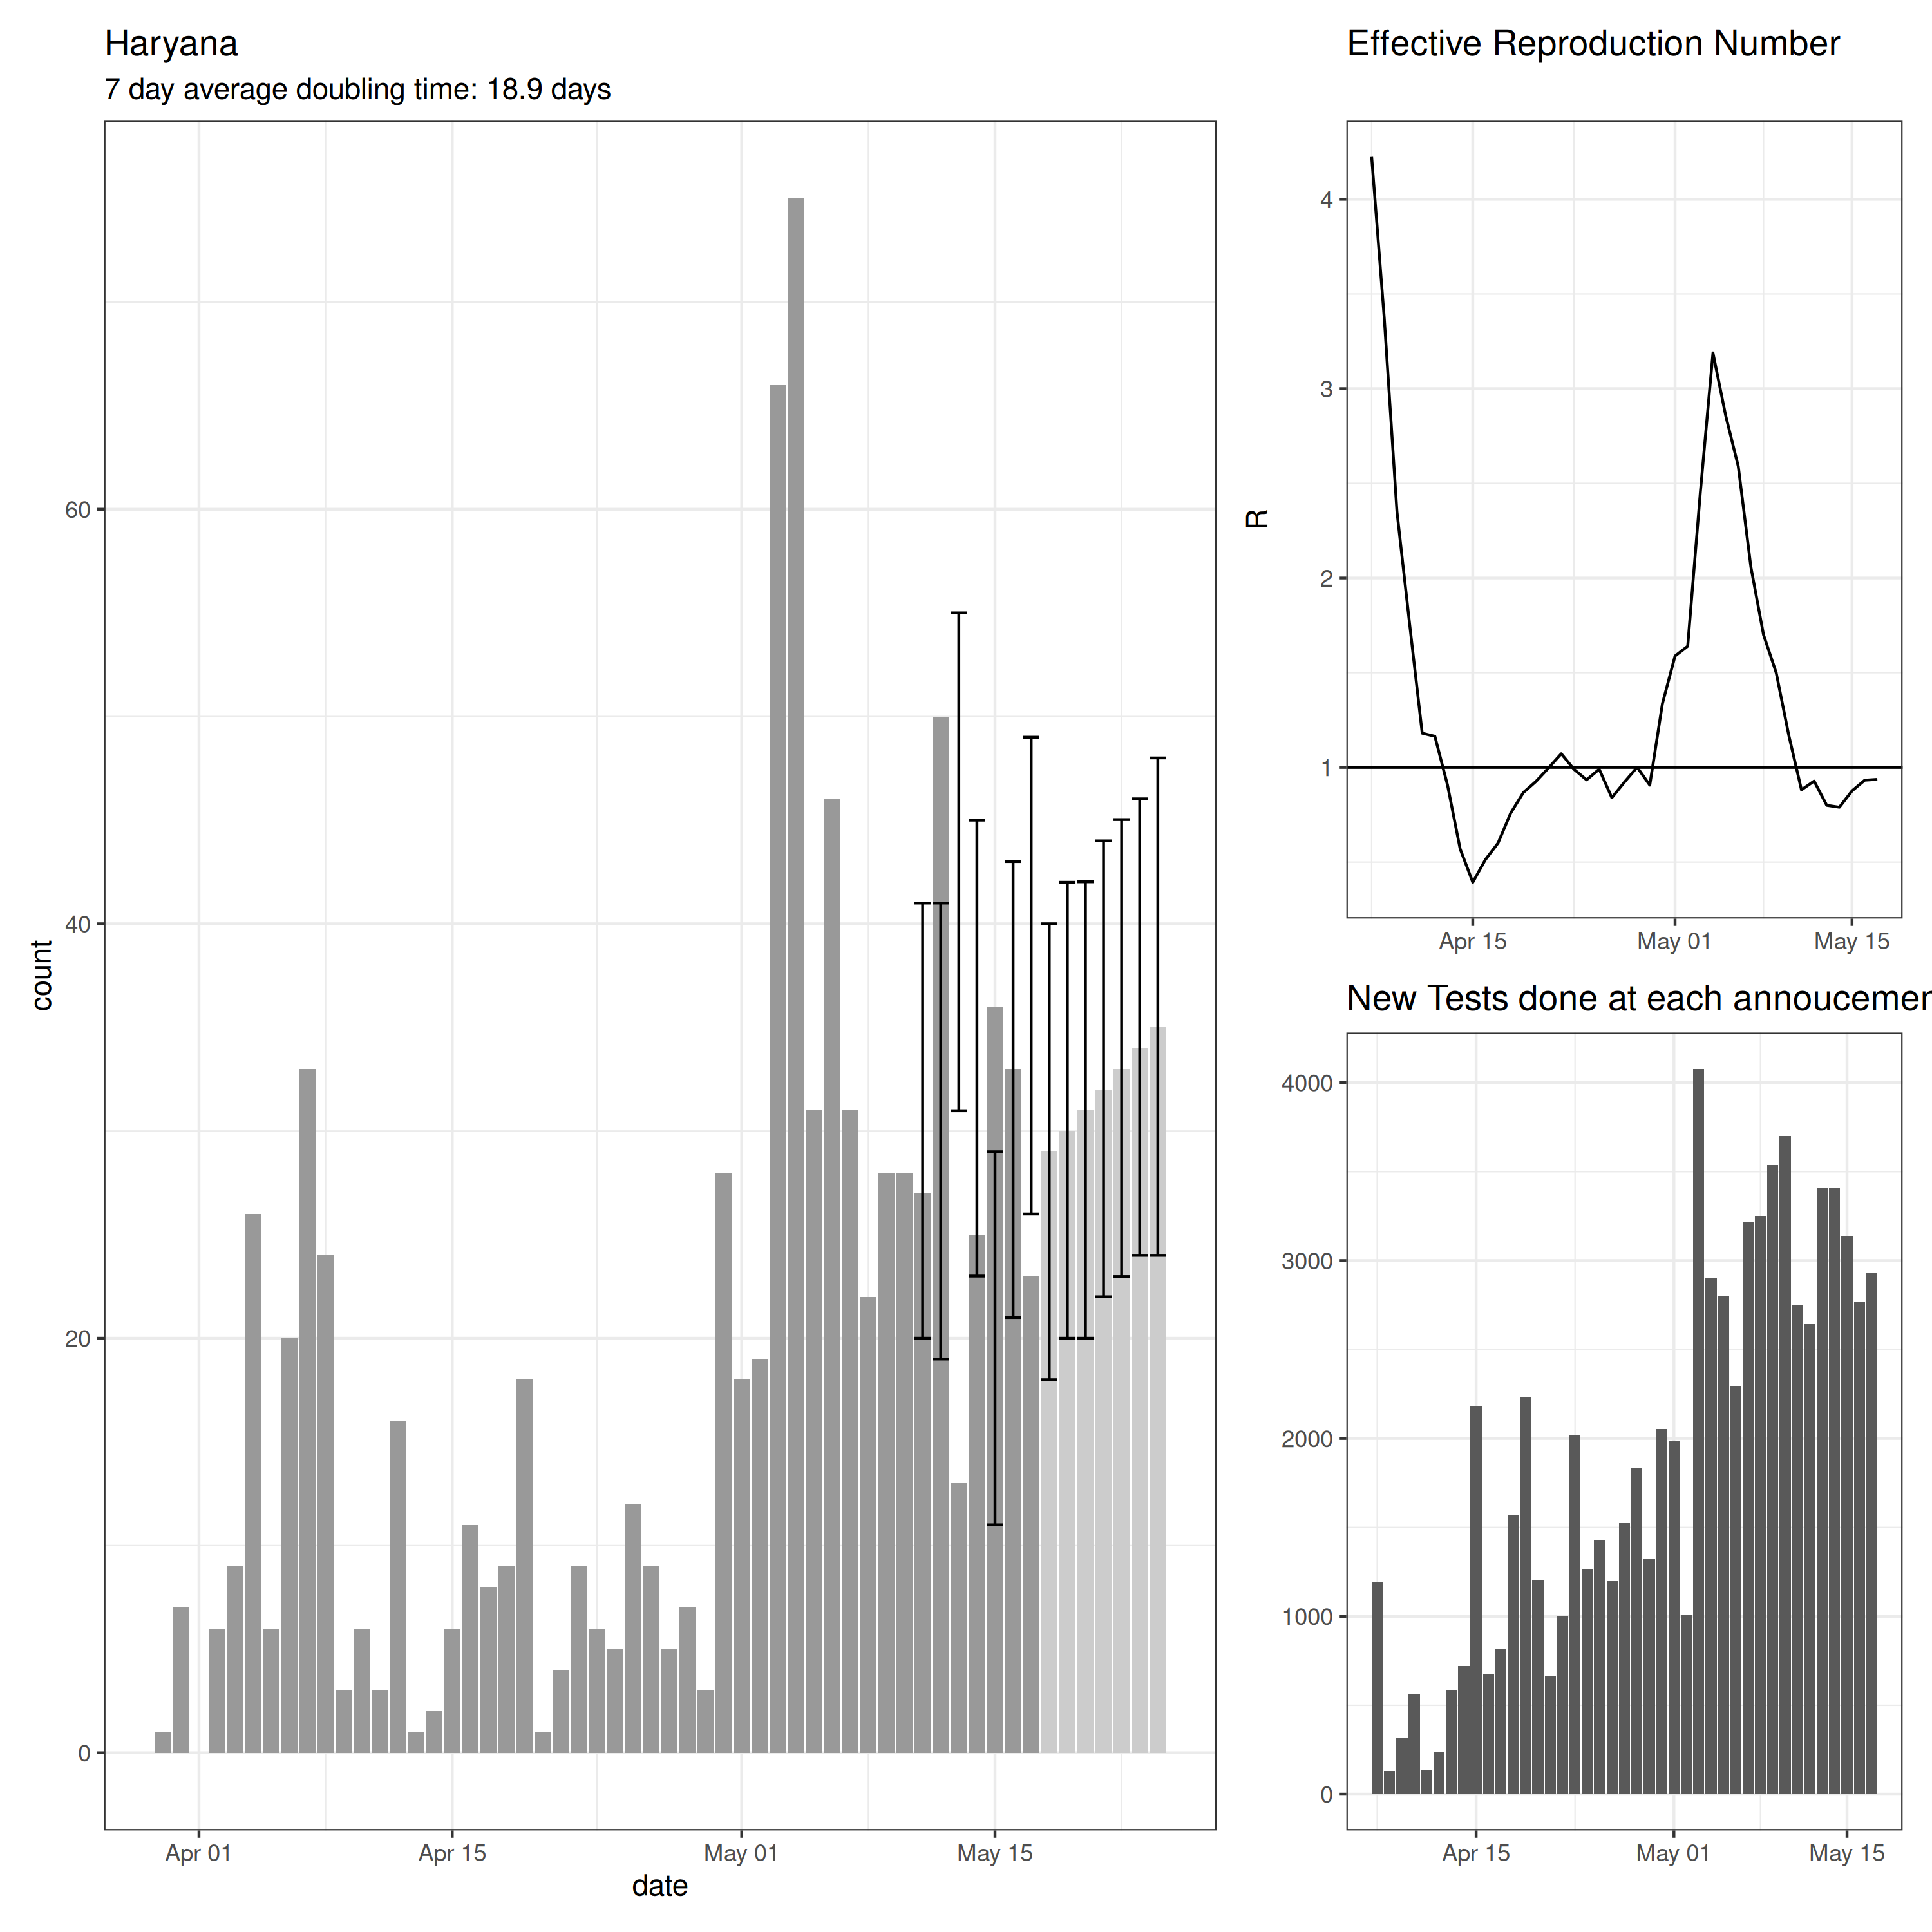 Haryana
7 day average doubling time: 18.9 days
count
60
40
20
0
Apr 01
Apr 15
May 01
May 15
date
Effective Reproduction Number
R
4
3
2
1
Apr 15
May 01
May 15
New Tests done at each annoucemen
4000
3000
2000
1000
0
Apr 15
May 01
May 15